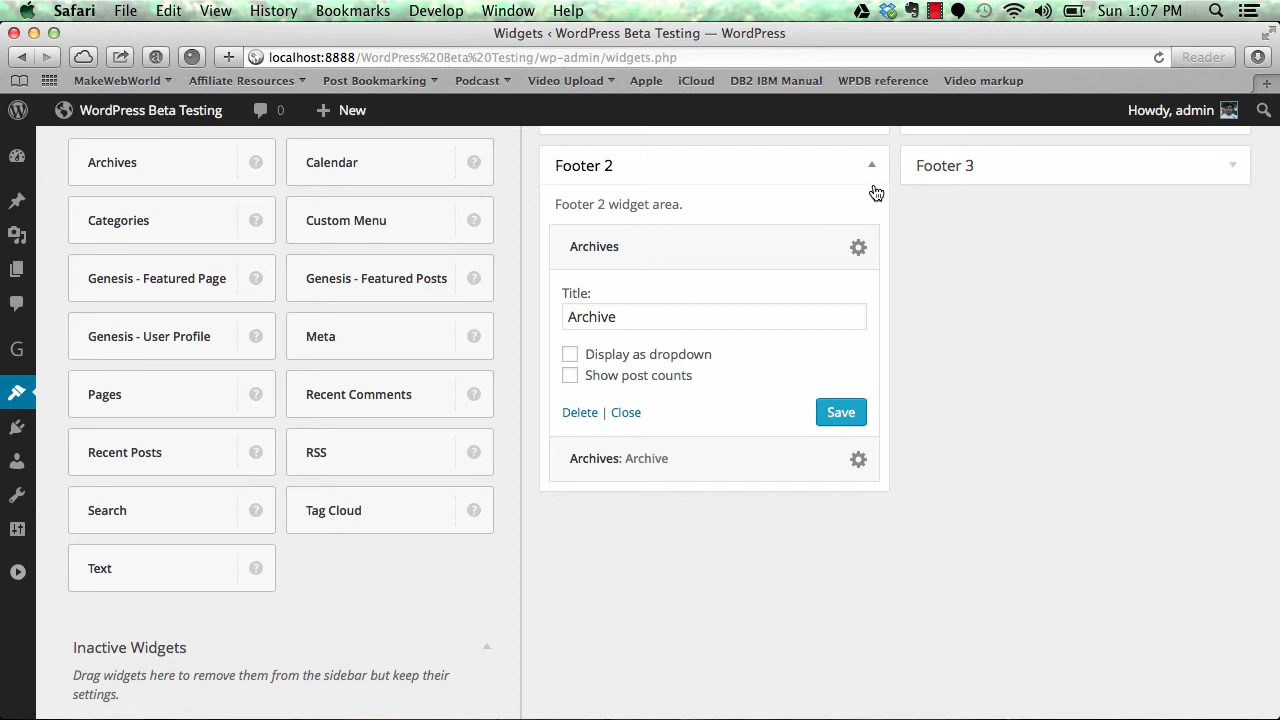 Safari File Edit View History Bookmarks Develop Window Help Sun 1:07 PM
Widgets ‹ WordPress Beta Testing — WordPress
localhost:8888/WordPress%20Beta%20Testing/wp-admin/widgets.php Reader
MakeWebWorld Affiliate Resources Post Bookmarking Podcast Video Upload Apple iCloud DB2 IBM Manual WPDB reference Video markup
WordPress Beta Testing 0 + New Howdy, admin
Archives ? Calendar ?
Categories ? Custom Menu ?
Genesis - Featured Page ? Genesis - Featured Posts ?
Genesis - User Profile ? Meta ?
Pages ? Recent Comments ?
Recent Posts ? RSS ?
Search ? Tag Cloud ?
Text ?
Inactive Widgets
Drag widgets here to remove them from the sidebar but keep their
settings.
Footer 2
Footer 2 widget area.
Archives
Title:
Archive
Display as dropdown
Show post counts
Delete | Close Save
Archives: Archive
Footer 3